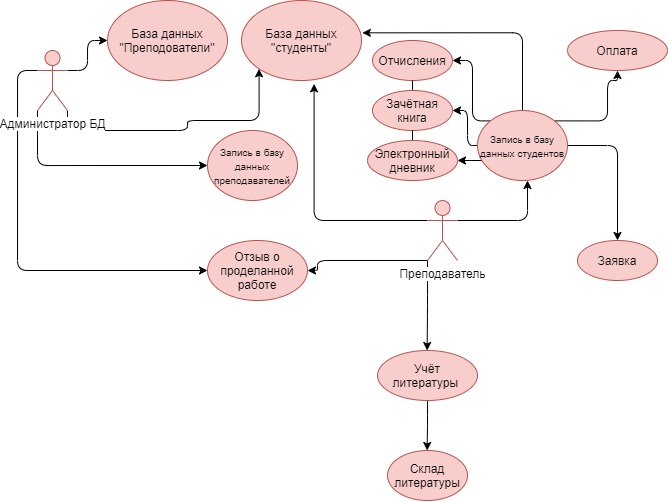 База данных
"Преподователи"
База данных
"студенты"
Оплата
Отчисления
Зачётная
книга
Администратор БД
Запись в базу
данных
преподавателей
Электронный
дневник
Запись в базу
данных студентов
Отзыв о
проделанной
работе
Преподаватель
Заявка
Учёт
литературы
Склад
литературы